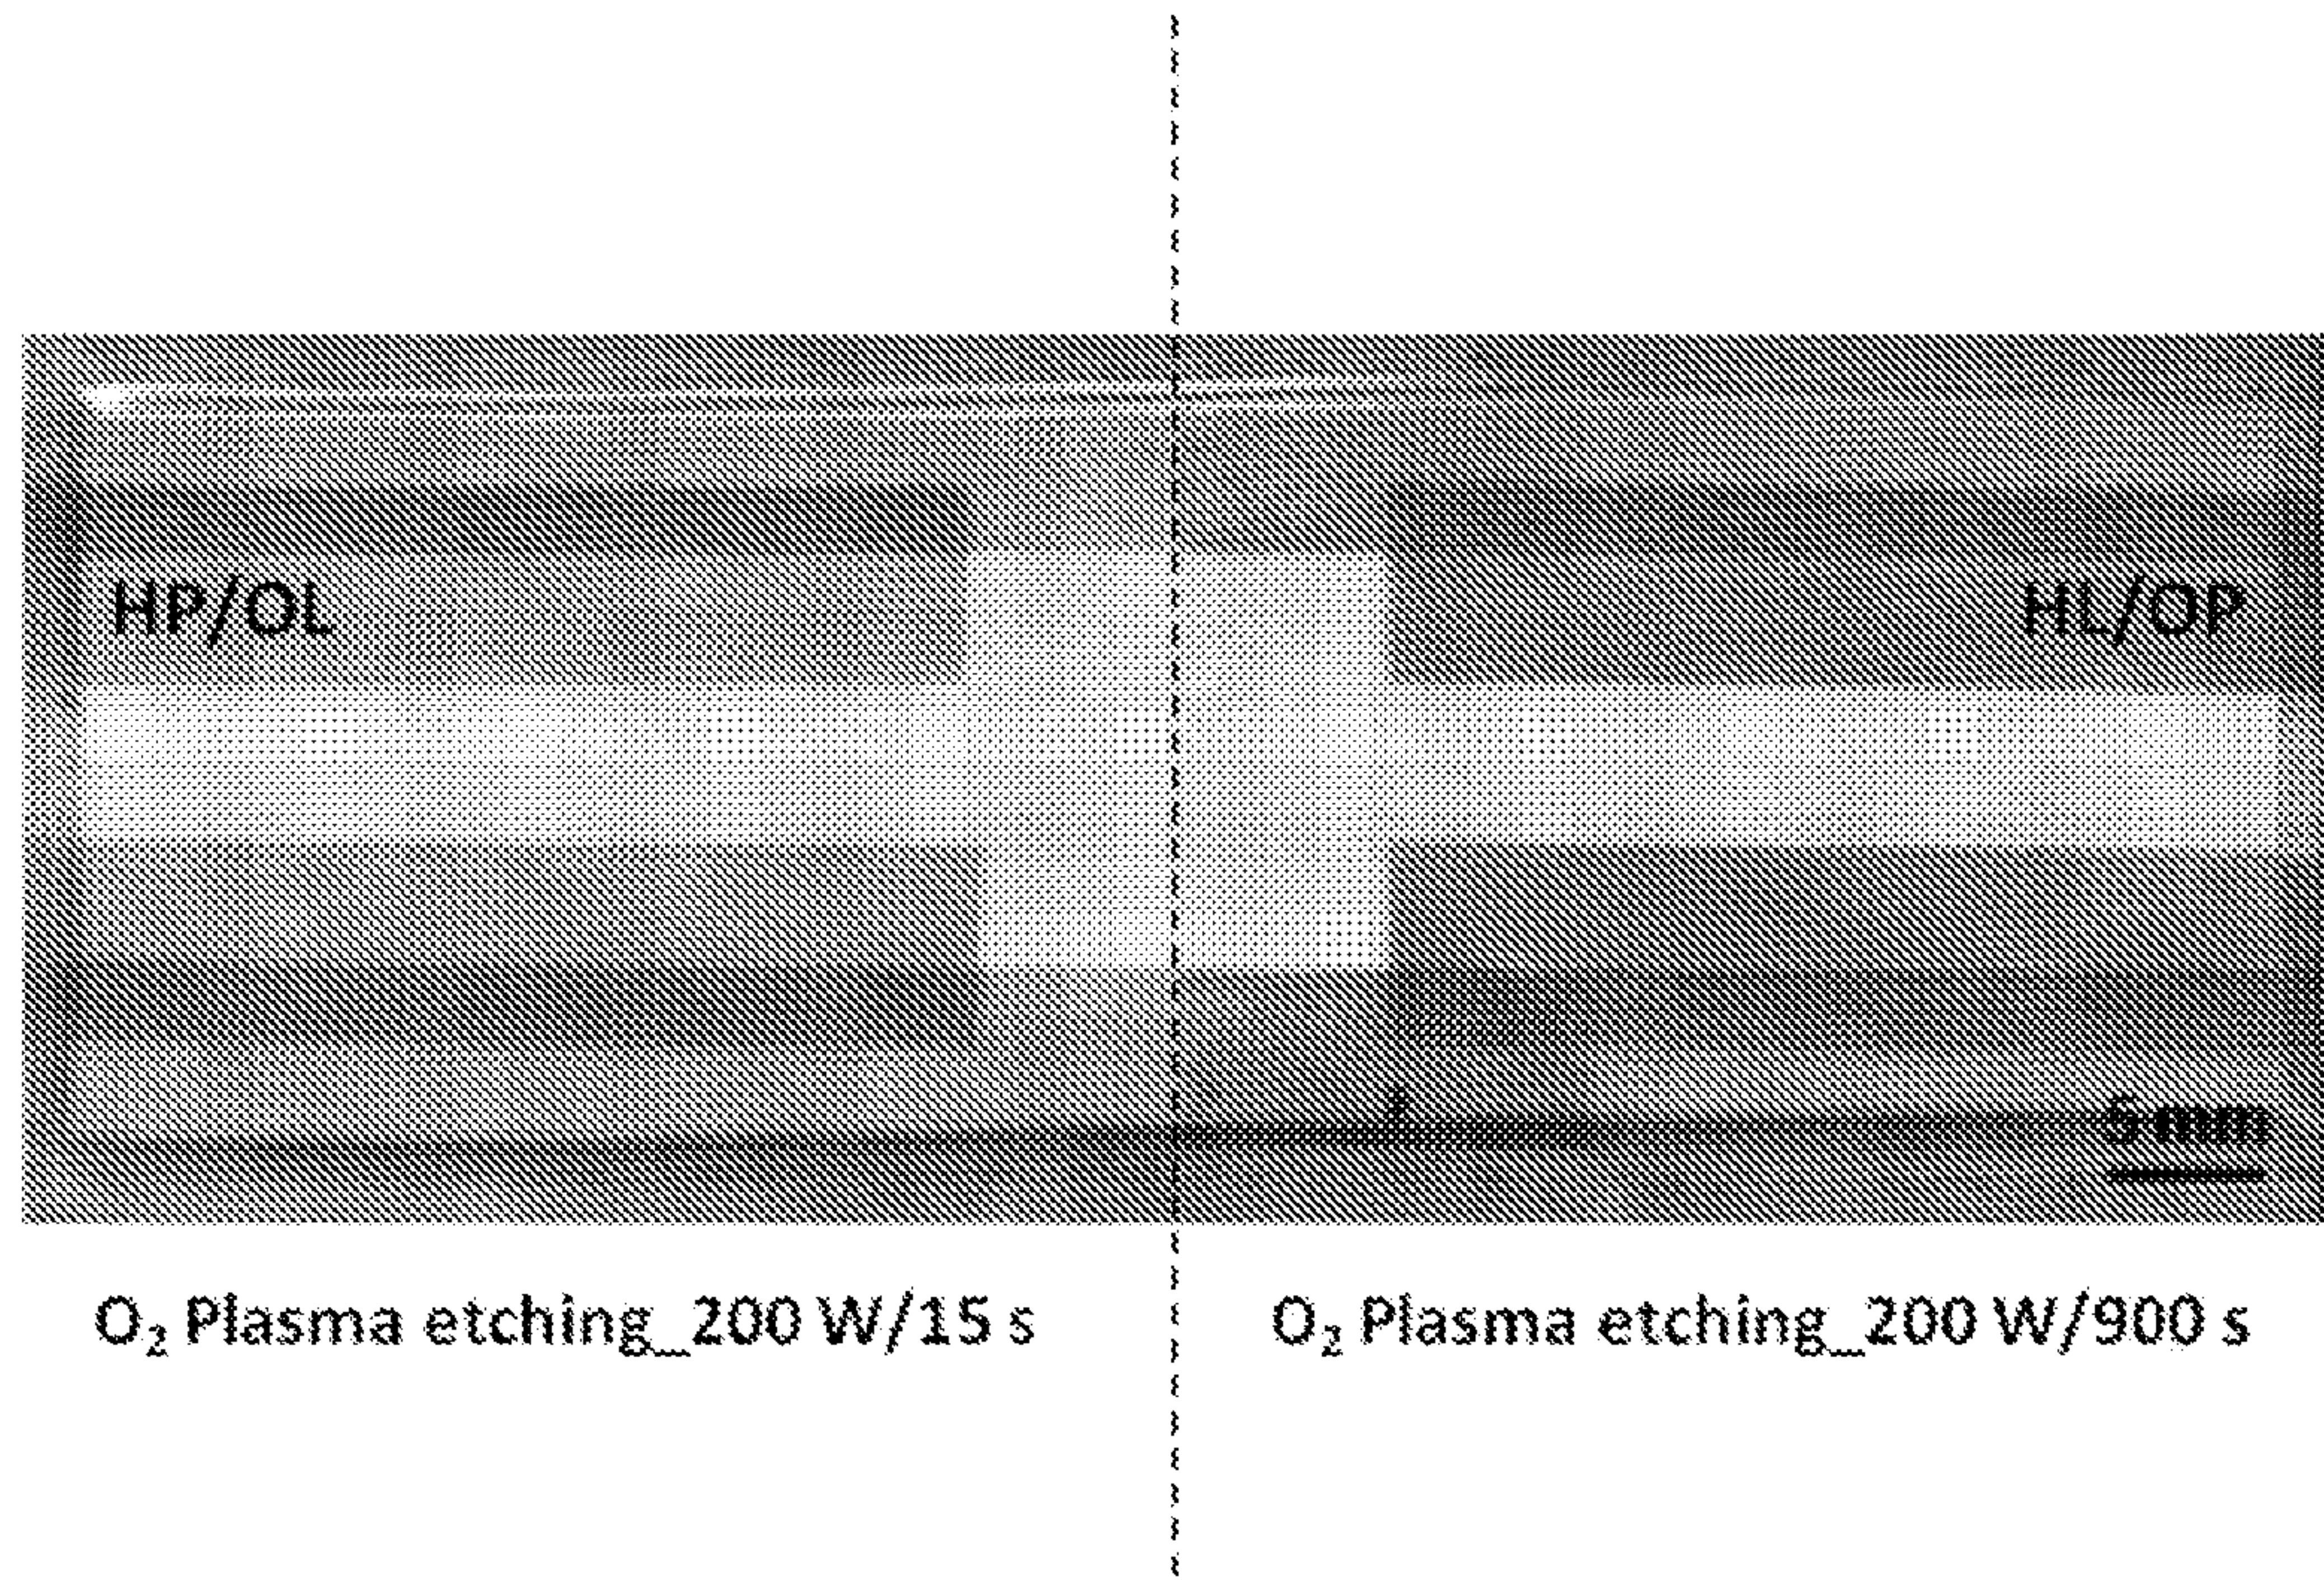 HP/OL
HL/OP
5 mm
O₂ Plasma etching_200 W/15 s
O₂ Plasma etching_200 W/900 s